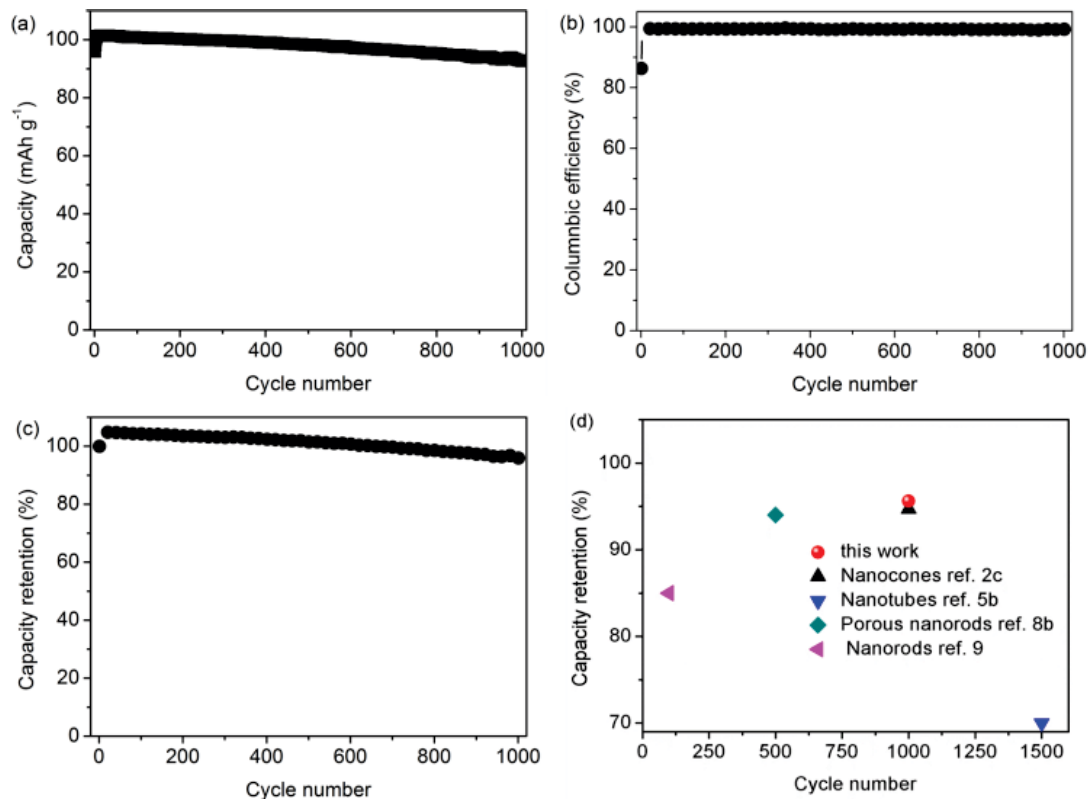 (a)
100
80
60
40
20
0
Capacity (mAh g⁻¹)
0 200 400 600 800 1000
Cycle number
(b)
100
80
60
40
20
0
Columnbic efficiency (%)
0 200 400 600 800 1000
Cycle number
(c)
100
80
60
40
20
0
Capacity retention (%)
0 200 400 600 800 1000
Cycle number
(d)
100
90
80
70
Capacity retention (%)
this work
Nanocones ref. 2c
Nanotubes ref. 5b
Porous nanorods ref. 8b
Nanorods ref. 9
0 250 500 750 1000 1250 1500
Cycle number